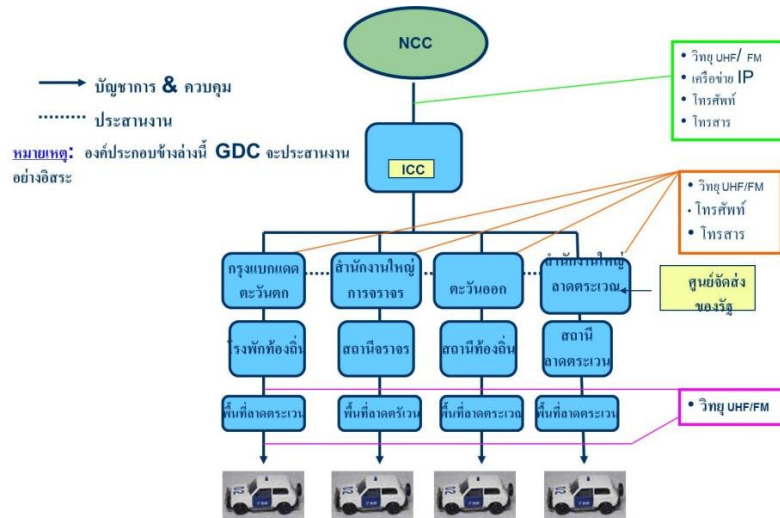 NCC
• วิทยุ UHF/ FM
• เครือข่าย IP
• โทรศัพท์
• โทรสาร
บัญชาการ & ควบคุม
ประสานงาน
หมายเหตุ: องค์ประกอบข้างล่างนี้ GDC จะประสานงาน
อย่างอิสระ
ICC
• วิทยุ UHF/FM
• โทรศัพท์
• โทรสาร
กรุงแบกแดด
ตะวันตก
สำนักงานใหญ่
การจราจร
ตะวันออก
สำนักงานใหญ่
ลาดตระเวณ
ศูนย์จัดส่ง
ของรัฐ
โรงพักท้องถิ่น
สถานีจราจร
สถานีท้องถิ่น
สถานี
ลาดตระเวน
พื้นที่ลาดตระเวน
พื้นที่ลาดตรัเวน
พื้นที่ลาดตระเวณ
พื้นที่ลาดตระเวน
• วิทยุ UHF/FM